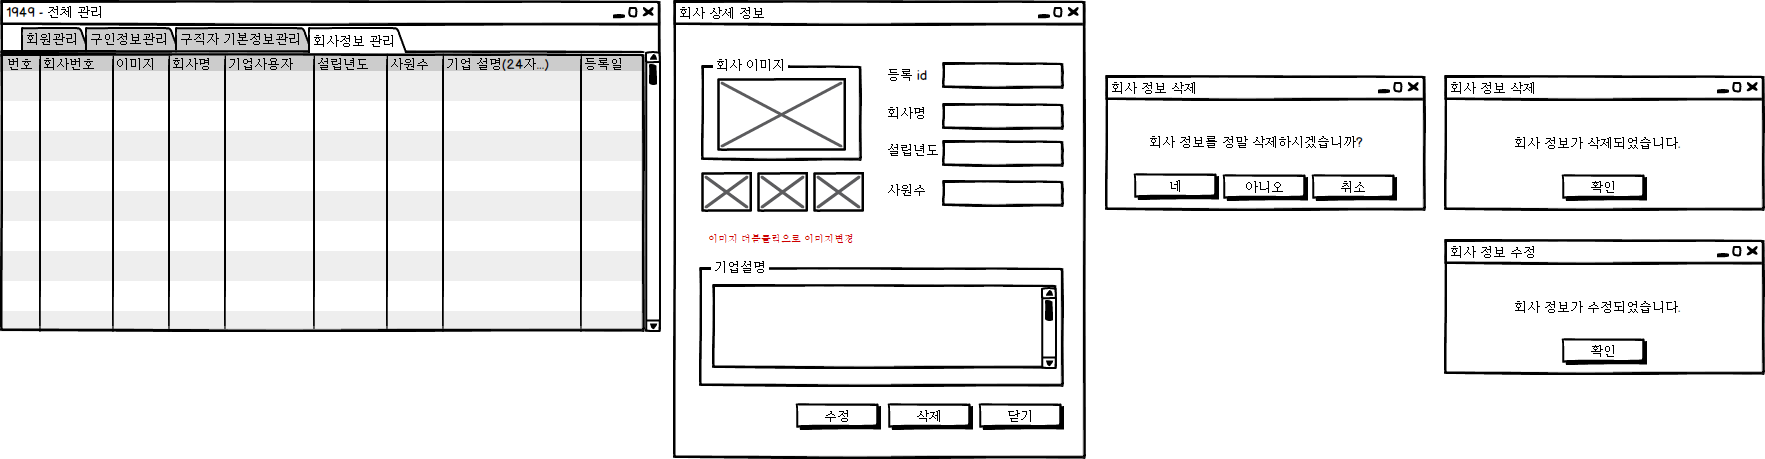 1949 - 전체 관리
회원관리 구인정보관리 구직자 기본정보관리 회사정보 관리
번호 회사번호 이미지 회사명 기업사용자 설립년도 사원수 기업 설명(24자...) 등록일
회사 상세 정보
회사 이미지
등록 id
회사명
설립년도
사원수
이미지 더블클릭으로 이미지변경
기업설명
수정 삭제 닫기
회사 정보 삭제
회사 정보를 정말 삭제하시겠습니까?
네 아니오 취소
회사 정보 삭제
회사 정보가 삭제되었습니다.
확인
회사 정보 수정
회사 정보가 수정되었습니다.
확인